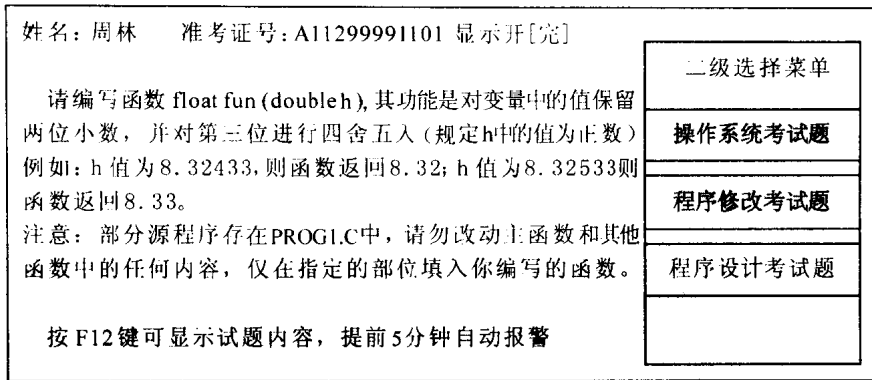 姓名：周林 准考证号：A11299991101 显示开[完]
请编写函数 float fun (double h)，其功能是对变量中的值保留
两位小数，并对第三位进行四舍五入（规定h中的值为正数）
例如：h 值为8.32433，则函数返回8.32；h 值为8.32533则
函数返回8.33。
注意：部分源程序存在PROG1.C中，请勿改动主函数和其他
函数中的任何内容，仅在指定的部位填入你编写的函数。
按 F12键可显示试题内容，提前5分钟自动报警
二级选择菜单
操作系统考试题
程序修改考试题
程序设计考试题